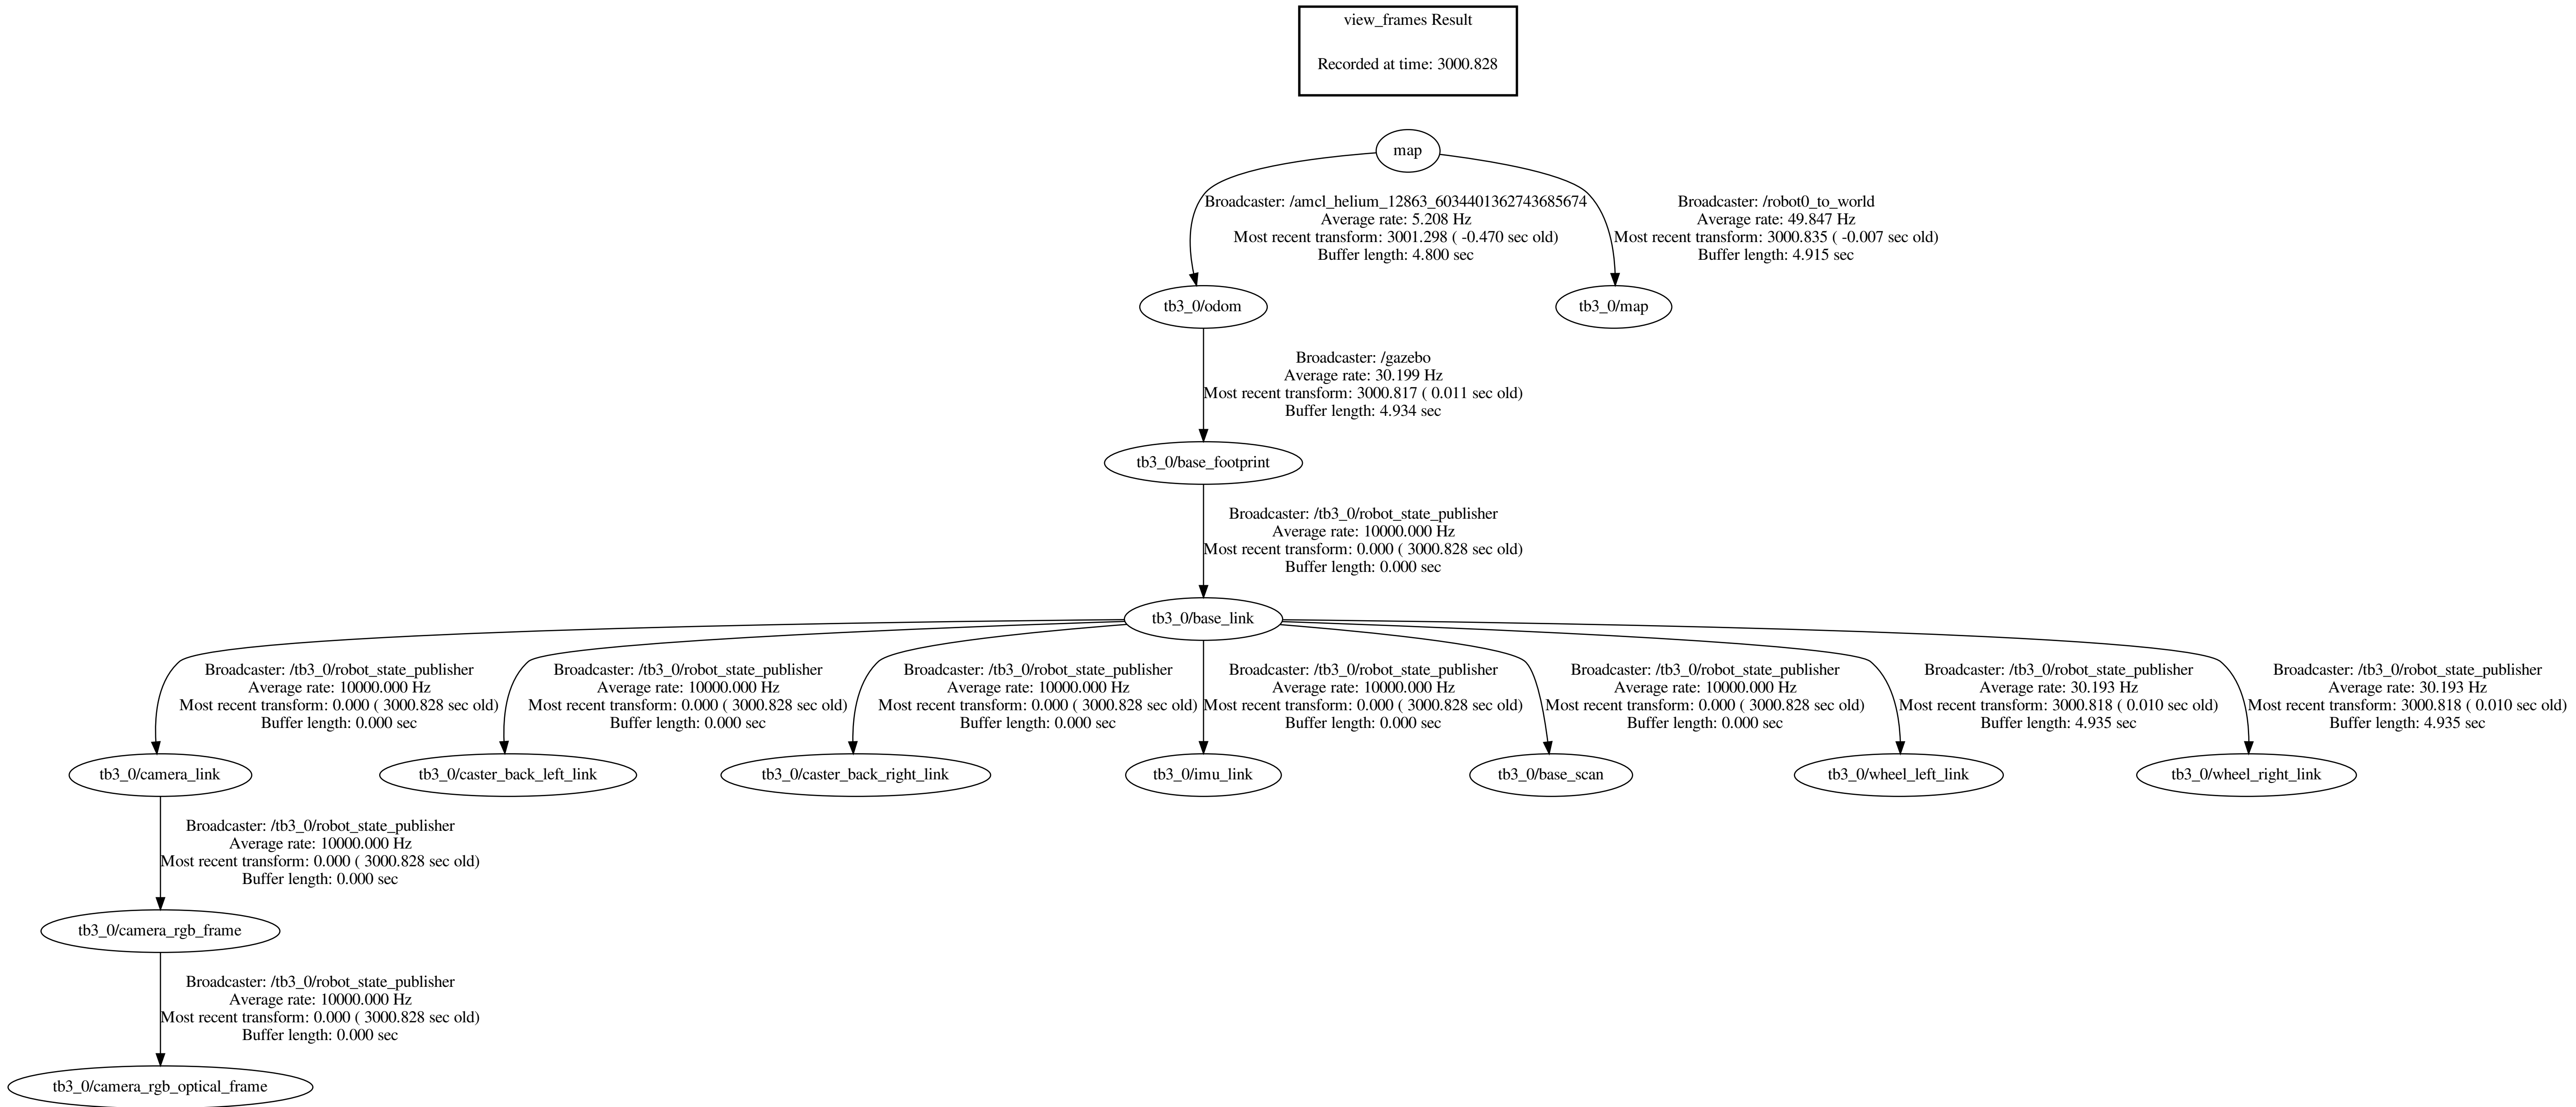 view_frames Result
Recorded at time: 3000.828
map
Broadcaster: /amcl_helium_12863_6034401362743685674
Average rate: 5.208 Hz
Most recent transform: 3001.298 ( -0.470 sec old)
Buffer length: 4.800 sec
Broadcaster: /robot0_to_world
Average rate: 49.847 Hz
Most recent transform: 3000.835 ( -0.007 sec old)
Buffer length: 4.915 sec
tb3_0/odom
tb3_0/map
Broadcaster: /gazebo
Average rate: 30.199 Hz
Most recent transform: 3000.817 ( 0.011 sec old)
Buffer length: 4.934 sec
tb3_0/base_footprint
Broadcaster: /tb3_0/robot_state_publisher
Average rate: 10000.000 Hz
Most recent transform: 0.000 ( 3000.828 sec old)
Buffer length: 0.000 sec
tb3_0/base_link
Broadcaster: /tb3_0/robot_state_publisher
Average rate: 10000.000 Hz
Most recent transform: 0.000 ( 3000.828 sec old)
Buffer length: 0.000 sec
Broadcaster: /tb3_0/robot_state_publisher
Average rate: 10000.000 Hz
Most recent transform: 0.000 ( 3000.828 sec old)
Buffer length: 0.000 sec
Broadcaster: /tb3_0/robot_state_publisher
Average rate: 10000.000 Hz
Most recent transform: 0.000 ( 3000.828 sec old)
Buffer length: 0.000 sec
Broadcaster: /tb3_0/robot_state_publisher
Average rate: 10000.000 Hz
Most recent transform: 0.000 ( 3000.828 sec old)
Buffer length: 0.000 sec
Broadcaster: /tb3_0/robot_state_publisher
Average rate: 10000.000 Hz
Most recent transform: 0.000 ( 3000.828 sec old)
Buffer length: 0.000 sec
Broadcaster: /tb3_0/robot_state_publisher
Average rate: 30.193 Hz
Most recent transform: 3000.818 ( 0.010 sec old)
Buffer length: 4.935 sec
Broadcaster: /tb3_0/robot_state_publisher
Average rate: 30.193 Hz
Most recent transform: 3000.818 ( 0.010 sec old)
Buffer length: 4.935 sec
tb3_0/camera_link
tb3_0/caster_back_left_link
tb3_0/caster_back_right_link
tb3_0/imu_link
tb3_0/base_scan
tb3_0/wheel_left_link
tb3_0/wheel_right_link
Broadcaster: /tb3_0/robot_state_publisher
Average rate: 10000.000 Hz
Most recent transform: 0.000 ( 3000.828 sec old)
Buffer length: 0.000 sec
tb3_0/camera_rgb_frame
Broadcaster: /tb3_0/robot_state_publisher
Average rate: 10000.000 Hz
Most recent transform: 0.000 ( 3000.828 sec old)
Buffer length: 0.000 sec
tb3_0/camera_rgb_optical_frame